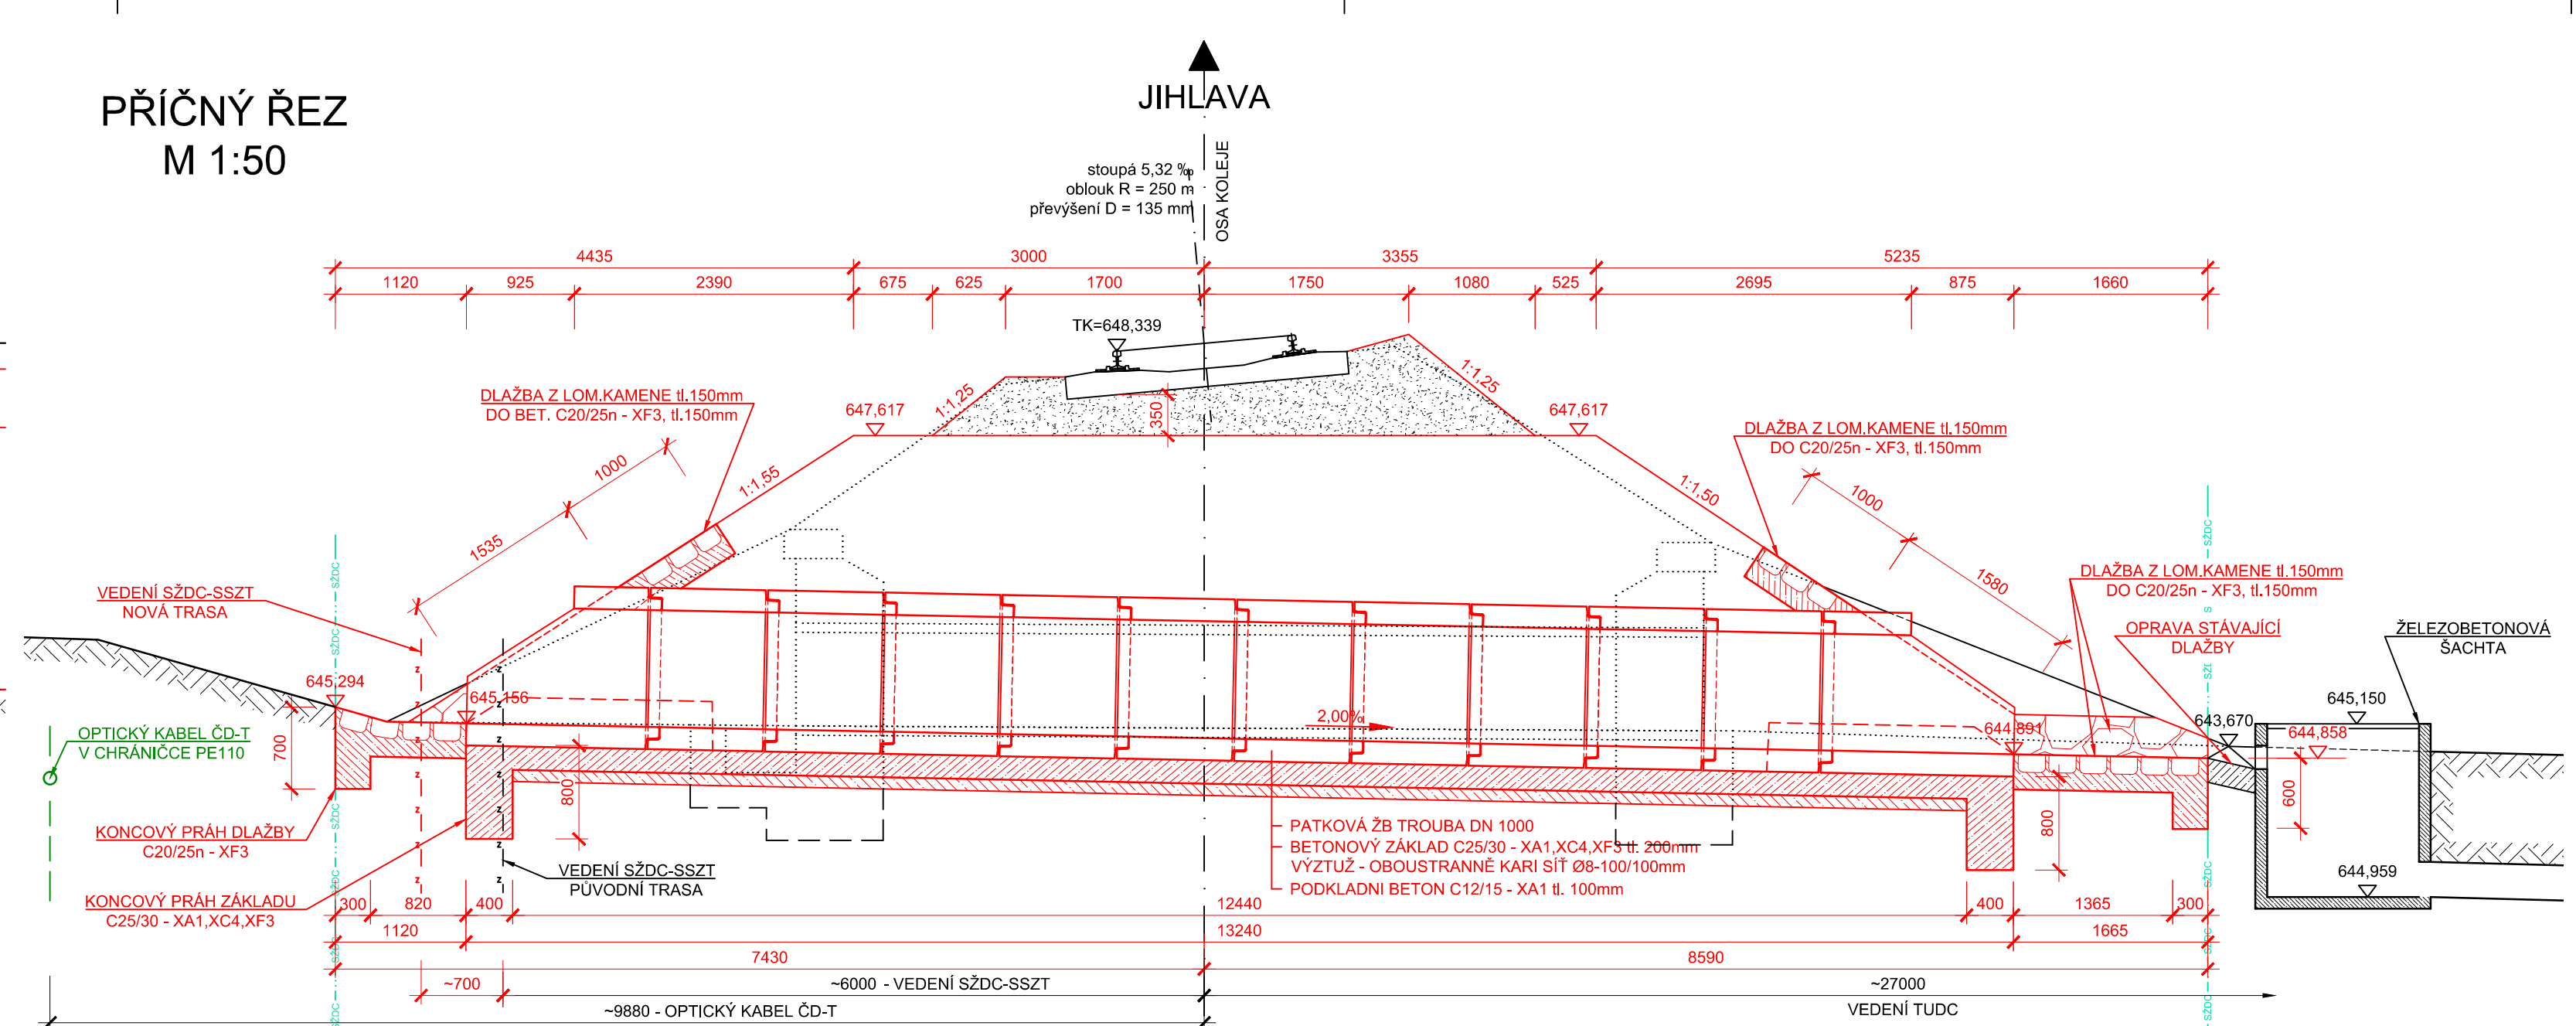 PŘÍČNÝ ŘEZ
M 1:50
JIHLAVA
OSA KOLEJE
stoupá 5,32 ‰
oblouk R = 250 m
převýšení D = 135 mm
4435
3000
3355
5235
1120
925
2390
675
625
1700
1750
1080
525
2695
875
1660
TK=648,339
DLAŽBA Z LOM.KAMENE tl.150mm
DO BET. C20/25n - XF3, tl.150mm
647,617
1:1,25
350
1:1,25
647,617
DLAŽBA Z LOM.KAMENE tl.150mm
DO C20/25n - XF3, tl.150mm
1000
1:1,55
1535
1:1,50
1000
1580
VEDENÍ SŽDC-SSZT
NOVÁ TRASA
DLAŽBA Z LOM.KAMENE tl.150mm
DO C20/25n - XF3, tl.150mm
OPRAVA STÁVAJÍCÍ
DLAŽBY
ŽELEZOBETONOVÁ
ŠACHTA
645,294
645,156
2,00%
644,891
643,670
645,150
644,858
OPTICKÝ KABEL ČD-T
V CHRÁNIČCE PE110
700
800
800
600
KONCOVÝ PRÁH DLAŽBY
C20/25n - XF3
PATKOVÁ ŽB TROUBA DN 1000
BETONOVÝ ZÁKLAD C25/30 - XA1,XC4,XF3 tl. 200mm
VÝZTUŽ - OBOUSTRANNĚ KARI SÍŤ Ø8-100/100mm
PODKLADNI BETON C12/15 - XA1 tl. 100mm
VEDENÍ SŽDC-SSZT
PŮVODNÍ TRASA
644,959
KONCOVÝ PRÁH ZÁKLADU
C25/30 - XA1,XC4,XF3
300
820
400
12440
400
1365
300
1120
13240
1665
7430
8590
~700
~6000 - VEDENÍ SŽDC-SSZT
~27000
VEDENÍ TUDC
~9880 - OPTICKÝ KABEL ČD-T
SŽDC
SŽDC
SŽDC
SŽDC
SŽDC
SŽDC
SŽDC
SŽDC
SŽDC
z
z
z
z
z
z
z
z
z
z
z
z